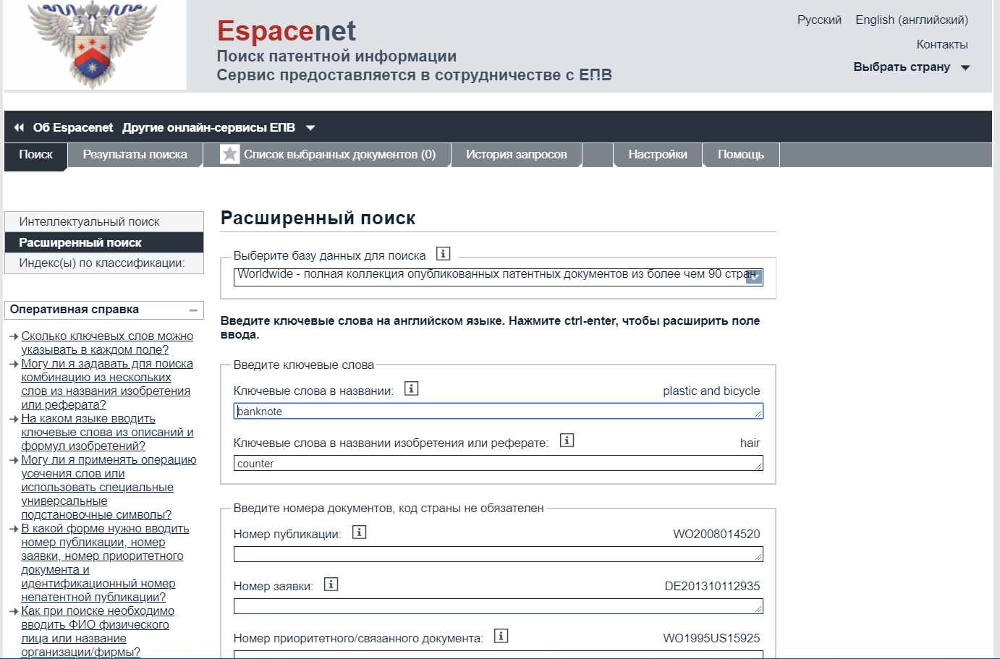 Espacenet
Поиск патентной информации
Сервис предоставляется в сотрудничестве с ЕПВ
Русский English (английский)
Контакты
Выбрать страну
Об Espacenet Другие онлайн-сервисы ЕПВ
Поиск Результаты поиска Список выбранных документов (0) История запросов Настройки Помощь
Интеллектуальный поиск
Расширенный поиск
Индекс(ы) по классификации:
Оперативная справка
Сколько ключевых слов можно
указывать в каждом поле?
Могу ли я задавать для поиска
комбинацию из нескольких
слов из названия изобретения
или реферата?
На каком языке вводить
ключевые слова из описаний и
формул изобретений?
Могу ли я применять операцию
усечения слов или
использовать специальные
универсальные
подстановочные символы?
В какой форме нужно вводить
номер публикации, номер
заявки, номер приоритетного
документа и
идентификационный номер
непатентной публикации?
Как при поиске необходимо
вводить ФИО физического
лица или название
организации/фирмы?
Расширенный поиск
Выберите базу данных для поиска
Worldwide - полная коллекция опубликованных патентных документов из более чем 90 стран
Введите ключевые слова на английском языке. Нажмите ctrl-enter, чтобы расширить поле
ввода.
Введите ключевые слова
Ключевые слова в названии: plastic and bicycle
banknote
Ключевые слова в названии изобретения или реферате: hair
counter
Введите номера документов, код страны не обязателен
Номер публикации: WO2008014520
Номер заявки: DE201310112935
Номер приоритетного/связанного документа: WO1995US15925